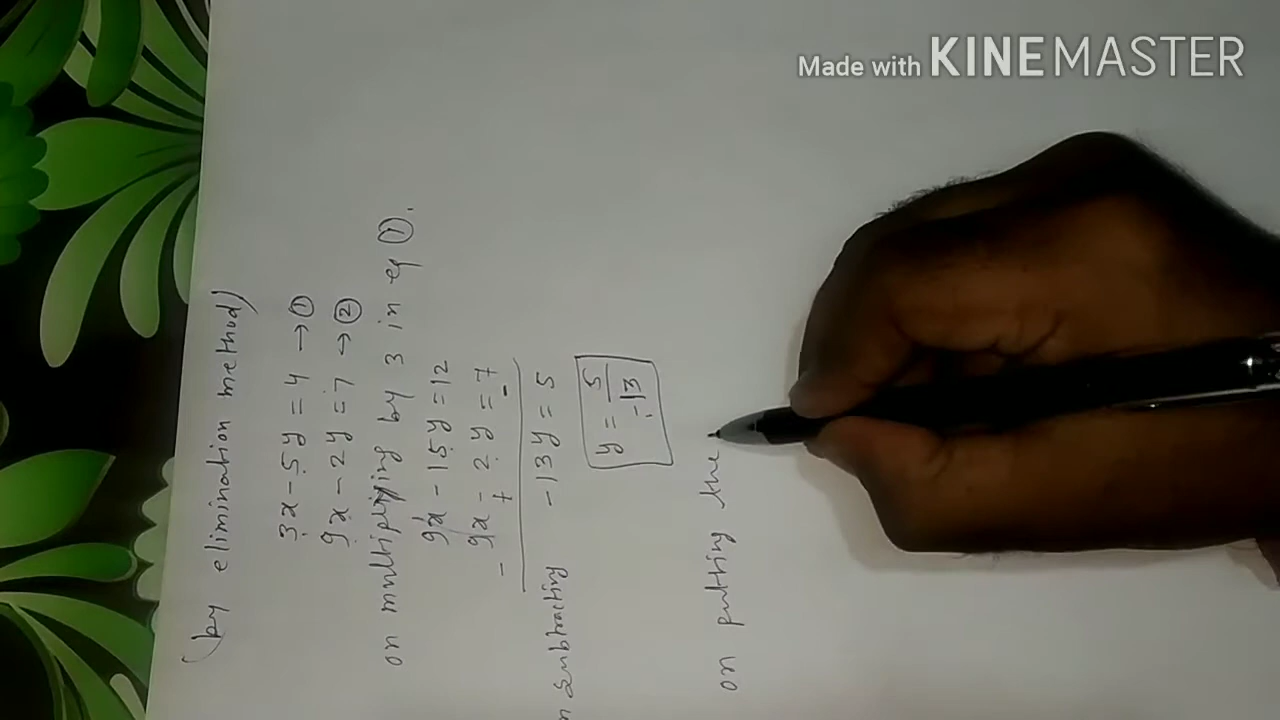 Made with KINEMASTER
(by elimination method)
3x - 5y = 4 → ①
9x - 2y = 7 → ②
on multiplying by 3 in eq ①.
9x - 15y = 12
9x - 2y = 7
- + -
n subtracting -13y = 5
y = 5/-13
on putting the